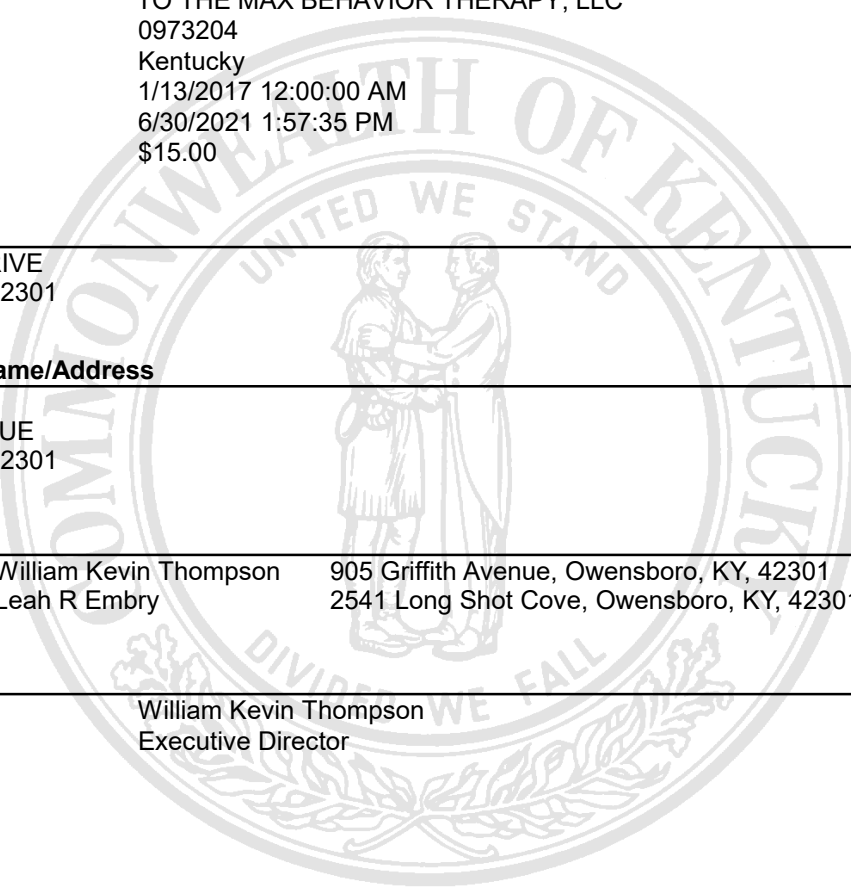 TO THE MAX BEHAVIOR THERAPY, LLC
0973204
Kentucky
1/13/2017 12:00:00 AM
6/30/2021 1:57:35 PM
$15.00
COMMONWEALTH OF KENTUCKY
UNITED WE STAND
RIVE
2301
ame/Address
UE
2301
William Kevin Thompson 905 Griffith Avenue, Owensboro, KY, 42301
Leah R Embry 2541 Long Shot Cove, Owensboro, KY, 42301
DIVIDED WE FALL
William Kevin Thompson
Executive Director